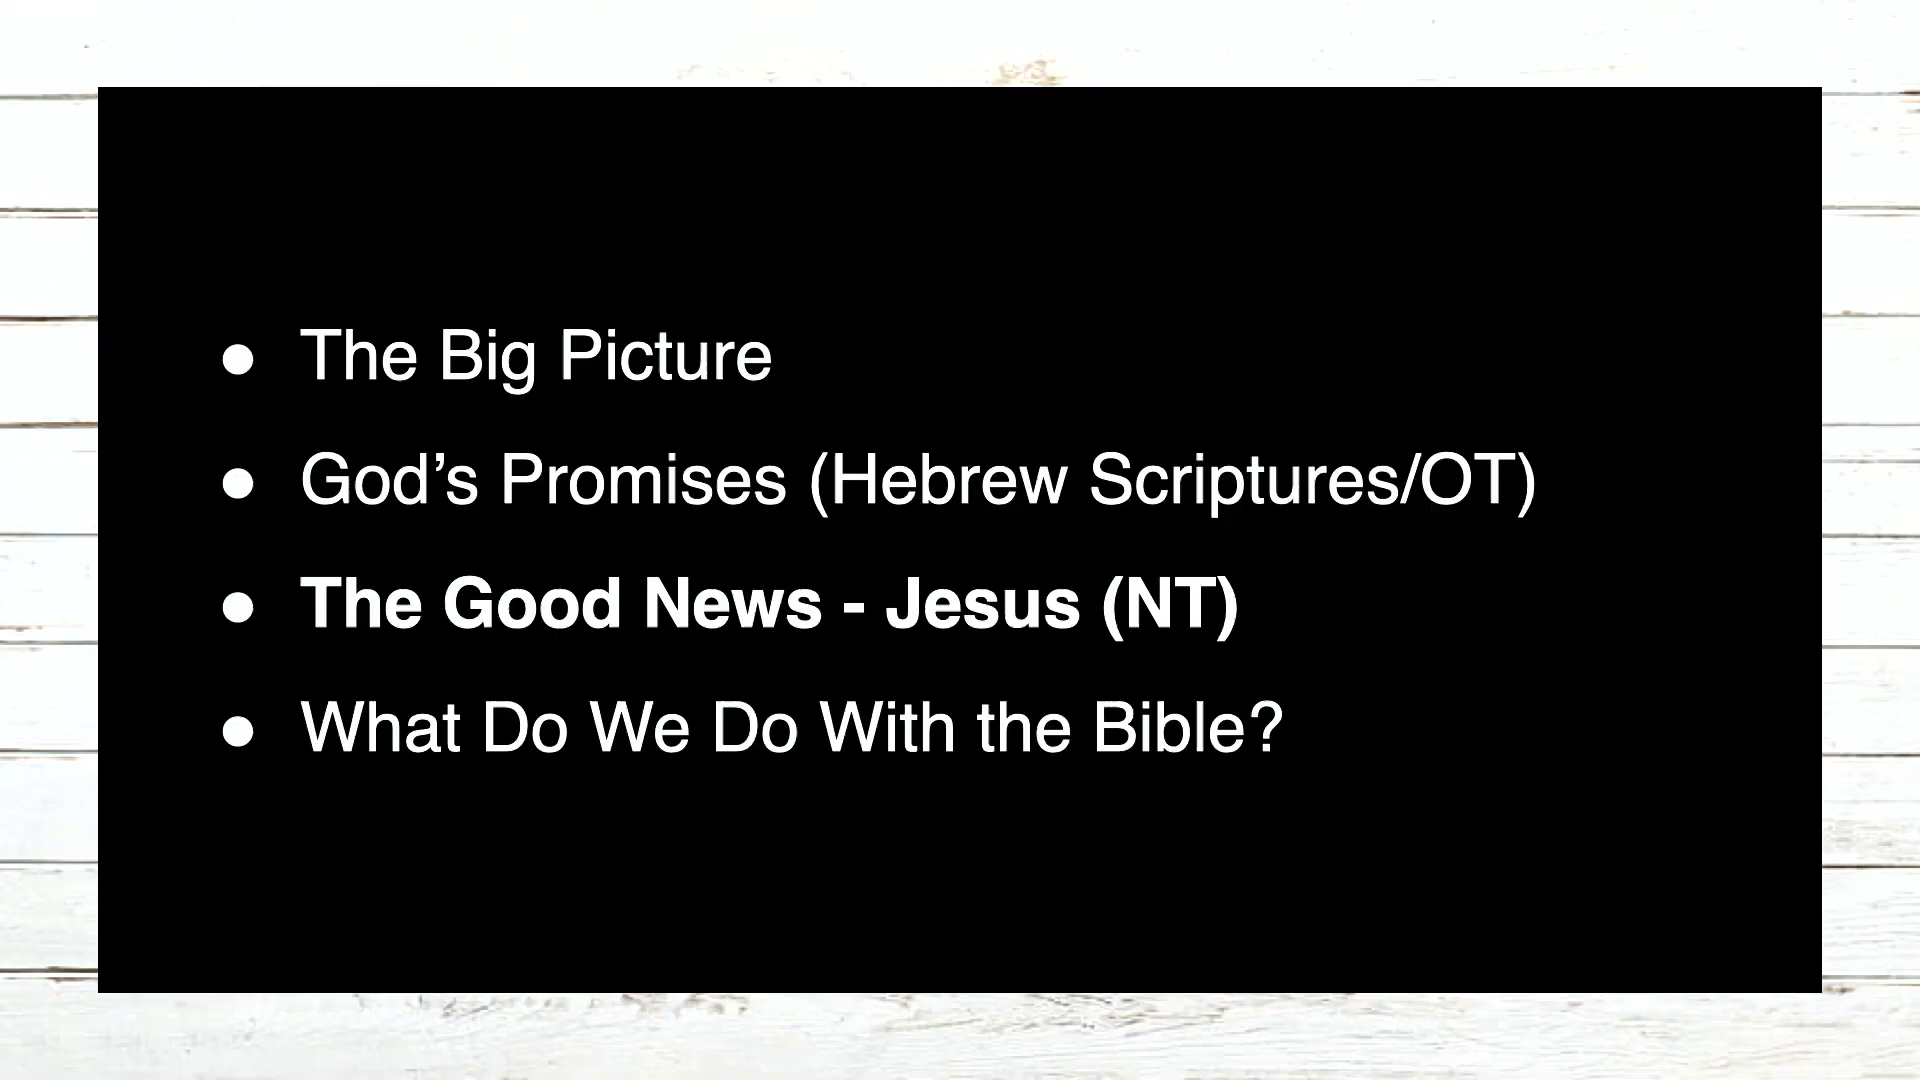 ● The Big Picture
● God’s Promises (Hebrew Scriptures/OT)
● The Good News - Jesus (NT)
● What Do We Do With the Bible?